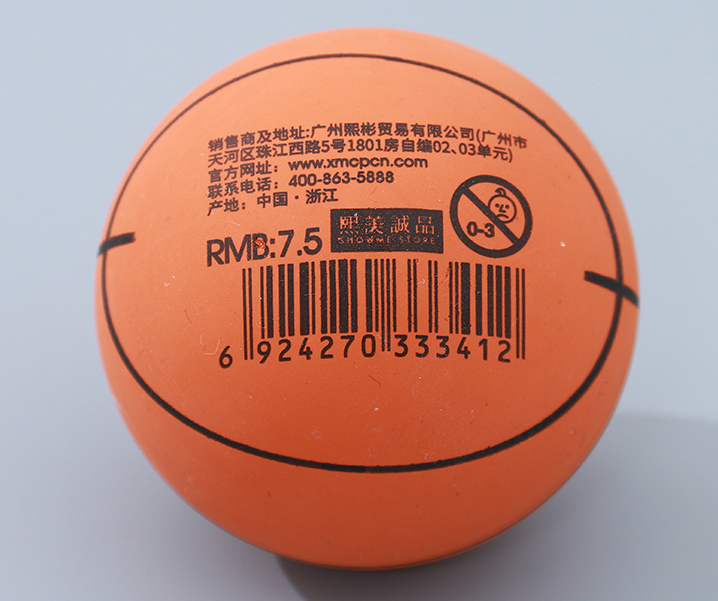 销售商及地址:广州熙彬贸易有限公司(广州市
天河区珠江西路5号1801房自编02、03单元)
官方网址: www.xmcpcn.com
联系电话: 400-863-5888
产地: 中国·浙江
RMB:7.5
熙美誠品
SHOWME STORE
0-3
6 924270 333412